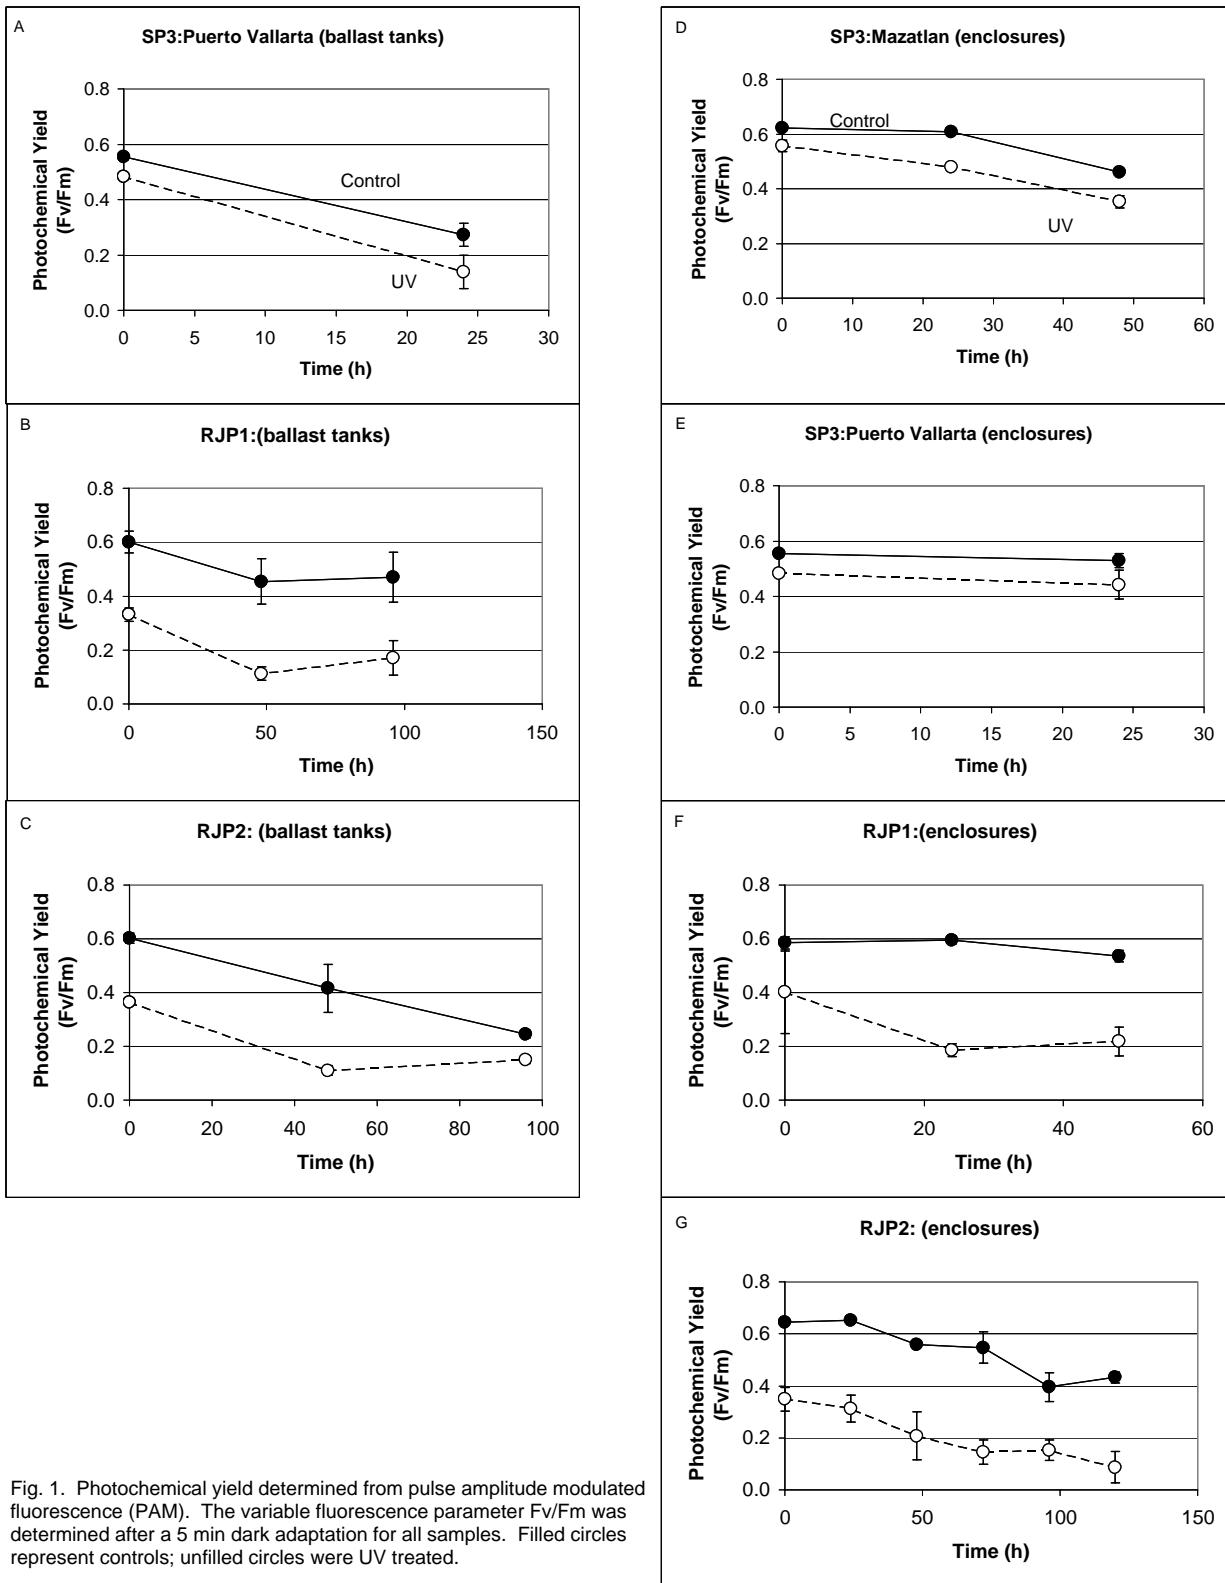 A
SP3:Puerto Vallarta (ballast tanks)
Photochemical Yield
(Fv/Fm)
0.8
0.6
0.4
0.2
0.0
Control
UV
0 5 10 15 20 25 30
Time (h)
B
RJP1:(ballast tanks)
Photochemical Yield
(Fv/Fm)
0.8
0.6
0.4
0.2
0.0
0 50 100 150
Time (h)
C
RJP2: (ballast tanks)
Photochemical Yield
(Fv/Fm)
0.8
0.6
0.4
0.2
0.0
0 20 40 60 80 100
Time (h)
D
SP3:Mazatlan (enclosures)
Photochemical Yield
(Fv/Fm)
0.8
0.6
0.4
0.2
0.0
Control
UV
0 10 20 30 40 50 60
Time (h)
E
SP3:Puerto Vallarta (enclosures)
Photochemical Yield
(Fv/Fm)
0.8
0.6
0.4
0.2
0.0
0 5 10 15 20 25 30
Time (h)
F
RJP1:(enclosures)
Photochemical Yield
(Fv/Fm)
0.8
0.6
0.4
0.2
0.0
0 20 40 60
Time (h)
G
RJP2: (enclosures)
Photochemical Yield
(Fv/Fm)
0.8
0.6
0.4
0.2
0.0
0 50 100 150
Time (h)
Fig. 1. Photochemical yield determined from pulse amplitude modulated
fluorescence (PAM). The variable fluorescence parameter Fv/Fm was
determined after a 5 min dark adaptation for all samples. Filled circles
represent controls; unfilled circles were UV treated.